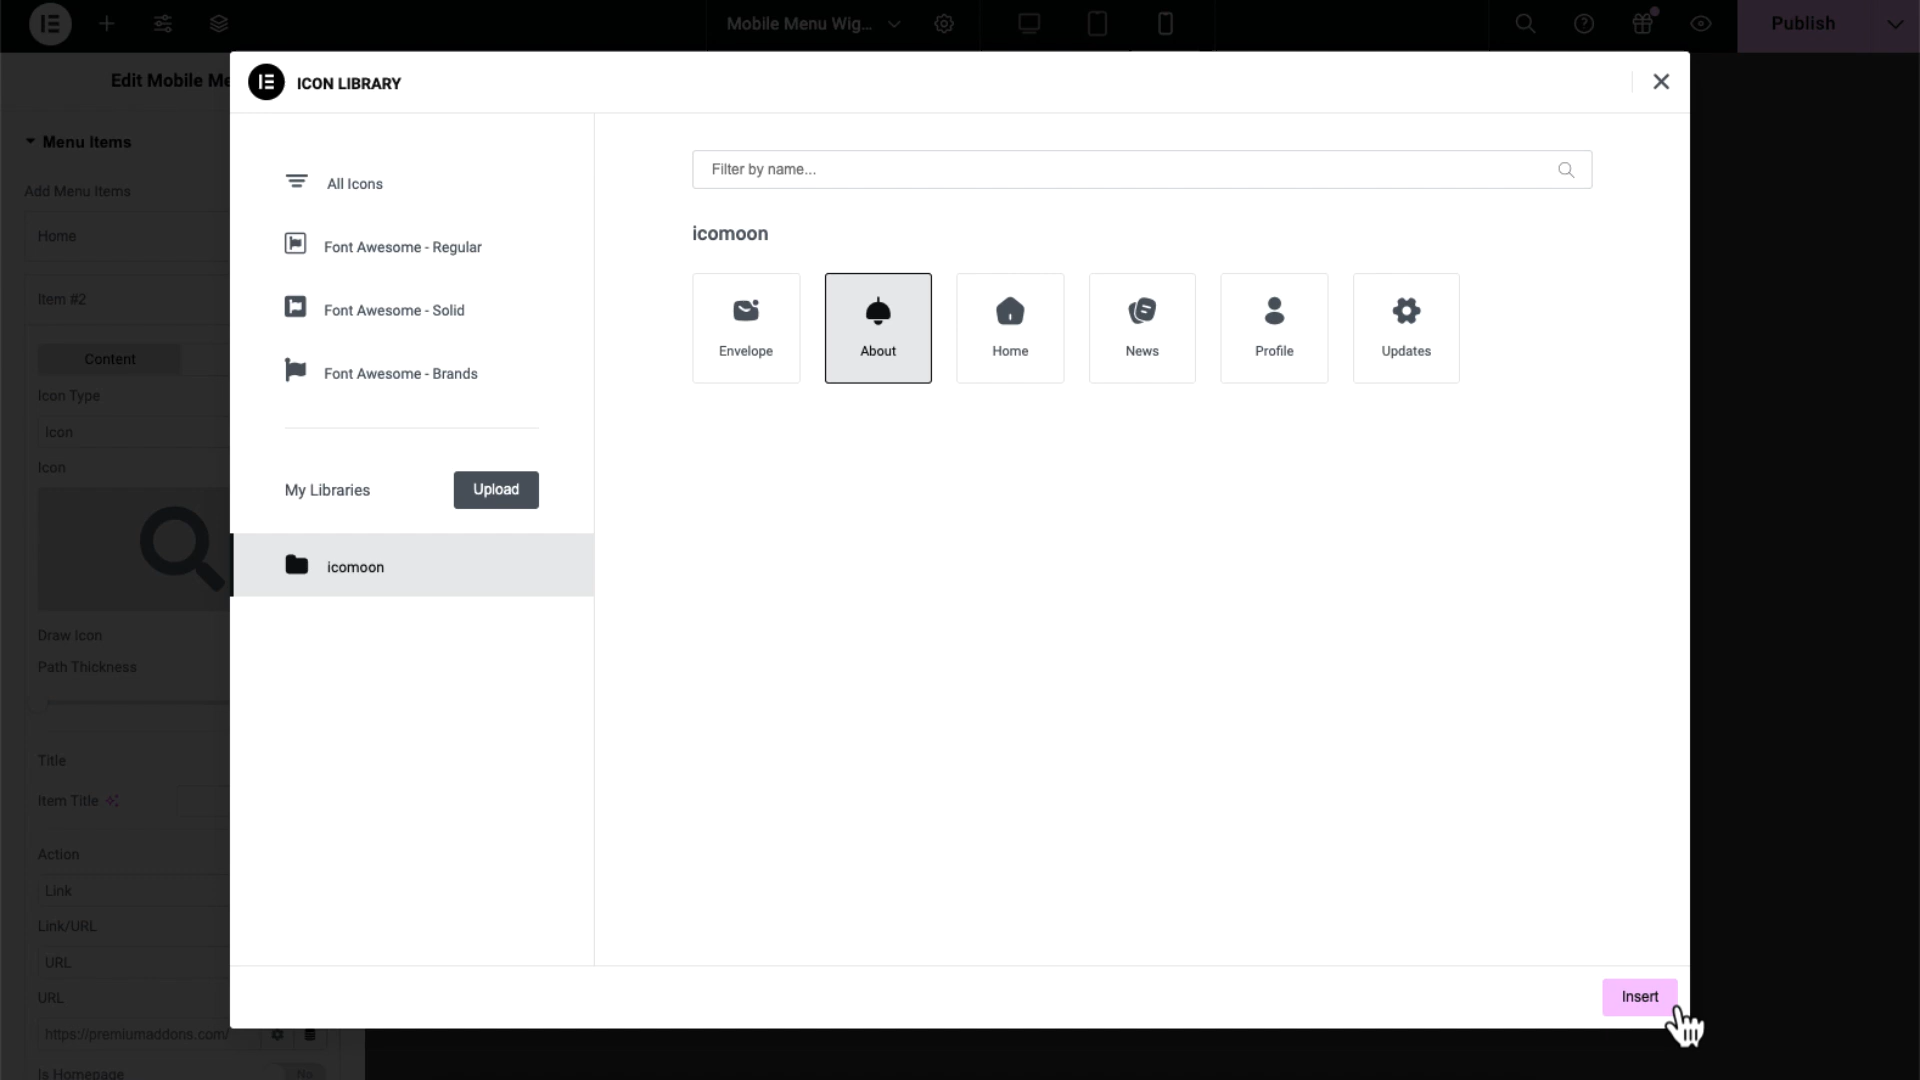 Mobile Menu Wig...
Publish
Edit Mobile Me
ICON LIBRARY
Menu Items
Add Menu Items
Home
Item #2
Content
Icon Type
Icon
Icon
Draw Icon
Path Thickness
Title
Item Title
Action
Link
Link/URL
URL
URL
https://premiumaddons.com/
Is Homepage
No
All Icons
Font Awesome - Regular
Font Awesome - Solid
Font Awesome - Brands
My Libraries
Upload
icomoon
Filter by name...
icomoon
Envelope
About
Home
News
Profile
Updates
Insert